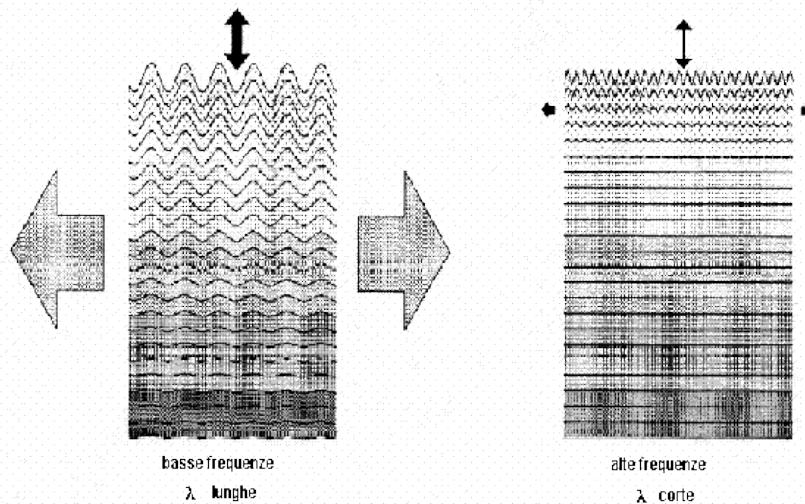 basse frequenze
λ lunghe
alte frequenze
λ corte